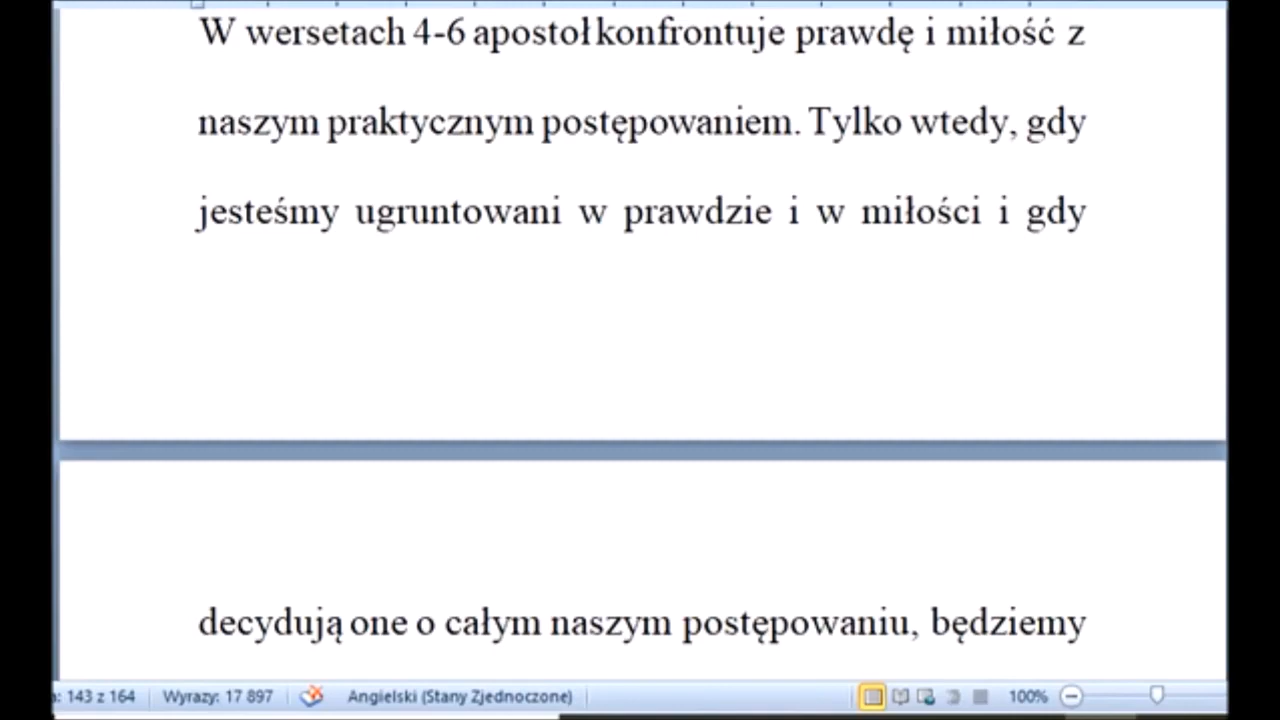 W wersetach 4-6 apostoł konfrontuje prawdę i miłość z
naszym praktycznym postępowaniem. Tylko wtedy, gdy
jesteśmy ugruntowani w prawdzie i w miłości i gdy
decydują one o całym naszym postępowaniu, będziemy
: 143 z 164 Wyrazy: 17 897 Angielski (Stany Zjednoczone) 100%